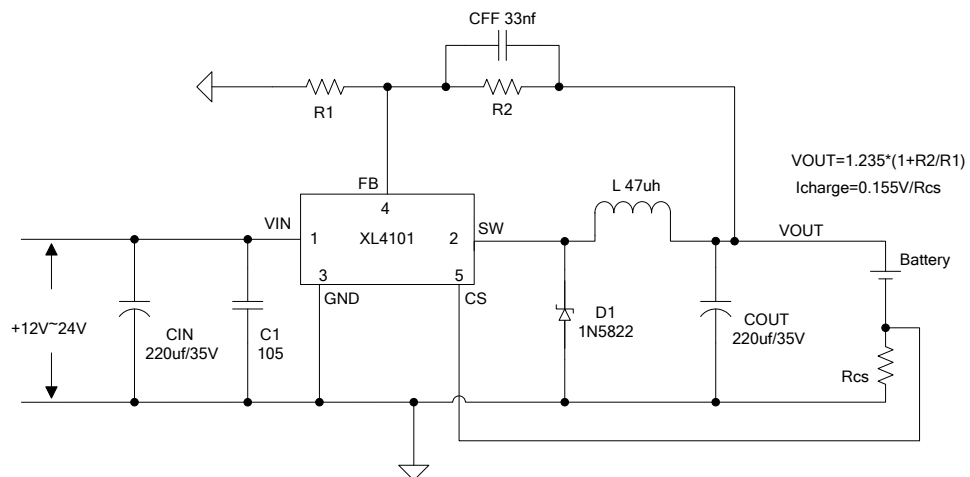 CFF 33nf
R1
R2
VOUT=1.235*(1+R2/R1)
Icharge=0.155V/Rcs
FB
4
L 47uh
VIN
1
XL4101
2
SW
VOUT
3
5
GND
CS
Battery
+12V~24V
CIN
220uf/35V
C1
105
D1
1N5822
COUT
220uf/35V
Rcs